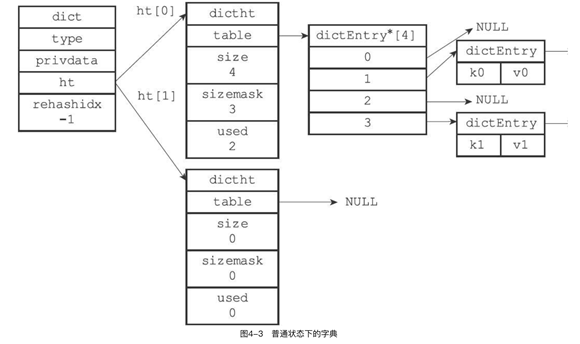 dict
type
privdata
ht
rehashidx
-1
ht[0]
ht[1]
dictht
table
size
4
sizemask
3
used
2
dictht
table
size
0
sizemask
0
used
0
dictEntry*[4]
0
1
2
3
NULL
dictEntry
k0 v0
NULL
dictEntry
k1 v1
NULL
图4-3 普通状态下的字典